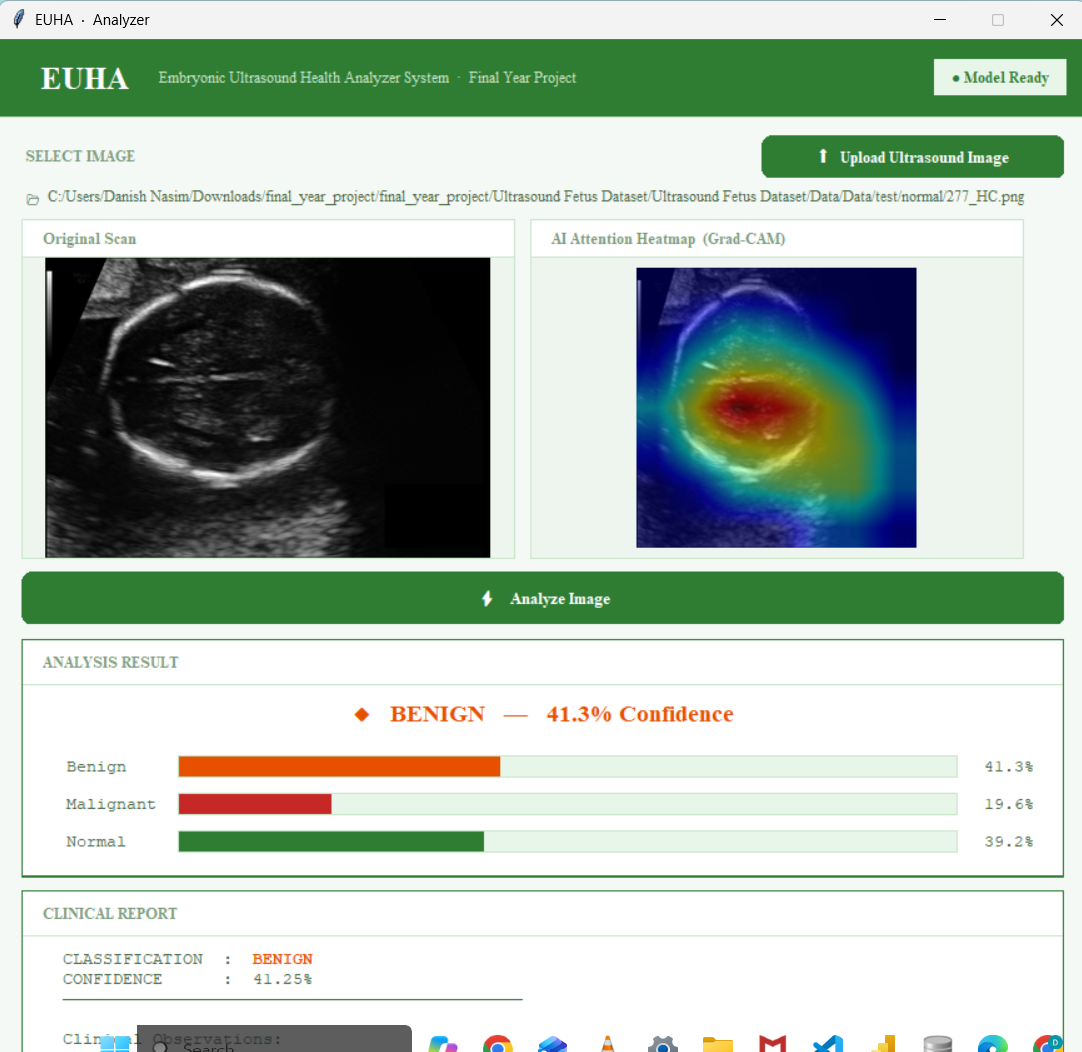 EUHA · Analyzer
EUHA Embryonic Ultrasound Health Analyzer System · Final Year Project ● Model Ready
SELECT IMAGE
⬆ Upload Ultrasound Image
C:/Users/Danish Nasim/Downloads/final_year_project/final_year_project/Ultrasound Fetus Dataset/Ultrasound Fetus Dataset/Data/Data/test/normal/277_HC.png
Original Scan
AI Attention Heatmap (Grad-CAM)
Analyze Image
ANALYSIS RESULT
◆ BENIGN — 41.3% Confidence
Benign 41.3%
Malignant 19.6%
Normal 39.2%
CLINICAL REPORT
CLASSIFICATION : BENIGN
CONFIDENCE : 41.25%
Clinical Observations:
Search
D